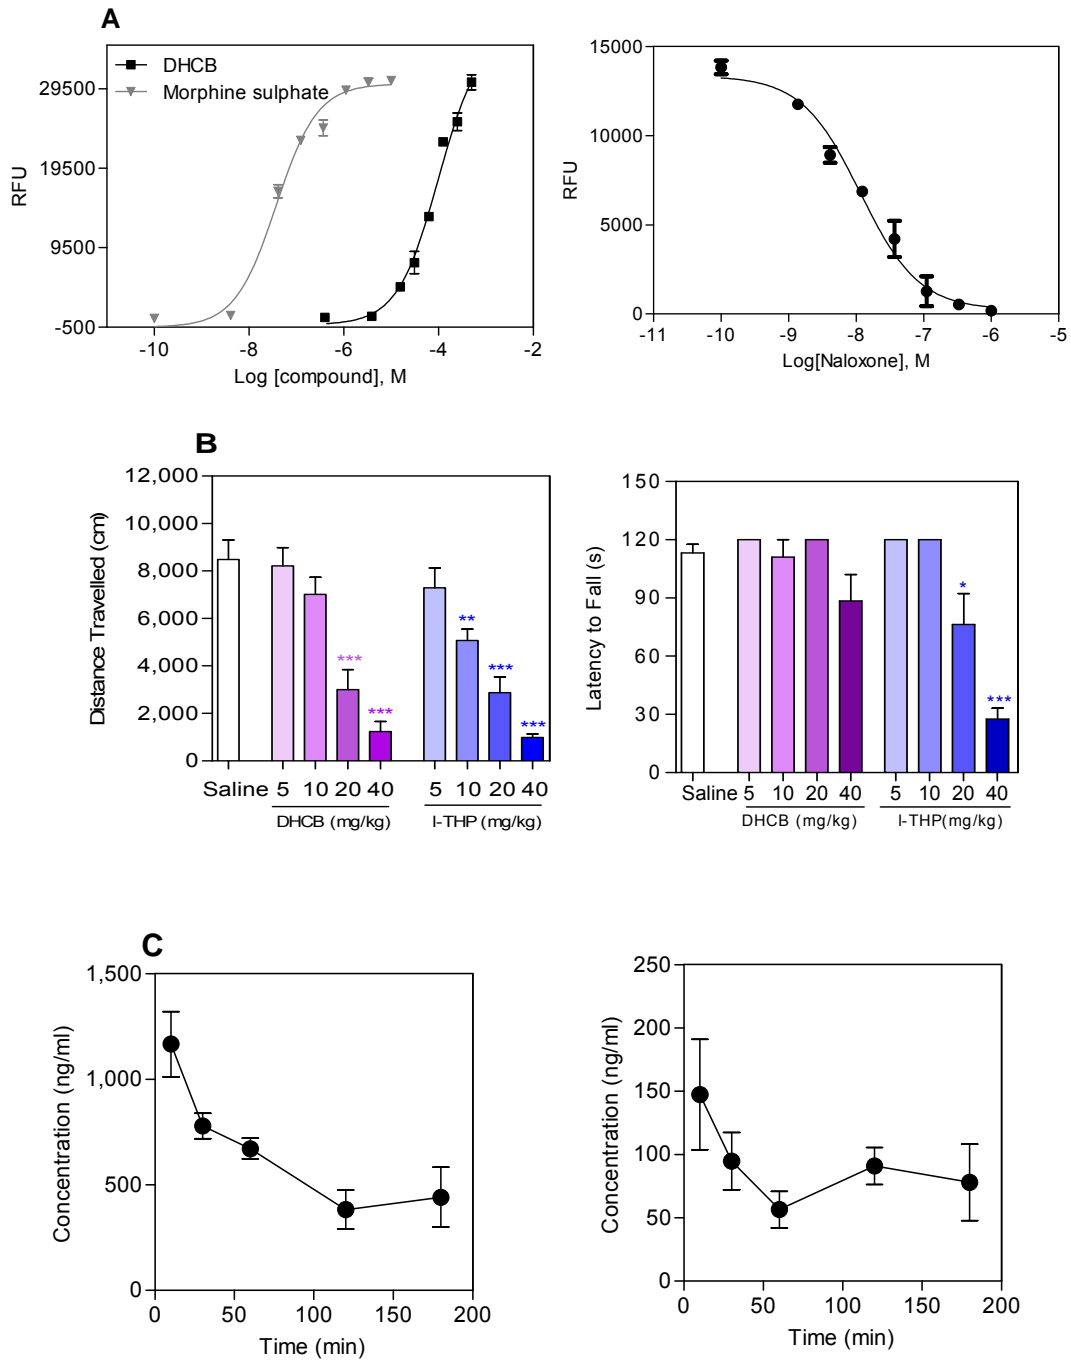 A
DHCB
Morphine sulphate
29500
19500
9500
-500
RFU
-10
-8
-6
-4
-2
Log [compound], M
15000
10000
5000
0
RFU
-11
-10
-9
-8
-7
-6
-5
Log[Naloxone], M
B
12,000
10,000
8,000
6,000
4,000
2,000
0
Distance Travelled (cm)
***
***
**
***
***
Saline 5 10 20 40 5 10 20 40
DHCB (mg/kg) l-THP (mg/kg)
150
120
90
60
30
0
Latency to Fall (s)
*
***
Saline 5 10 20 40 5 10 20 40
DHCB (mg/kg) l-THP(mg/kg)
C
1,500
1,000
500
0
Concentration (ng/ml)
0 50 100 150 200
Time (min)
250
200
150
100
50
0
Concentration (ng/ml)
0 50 100 150 200
Time (min)